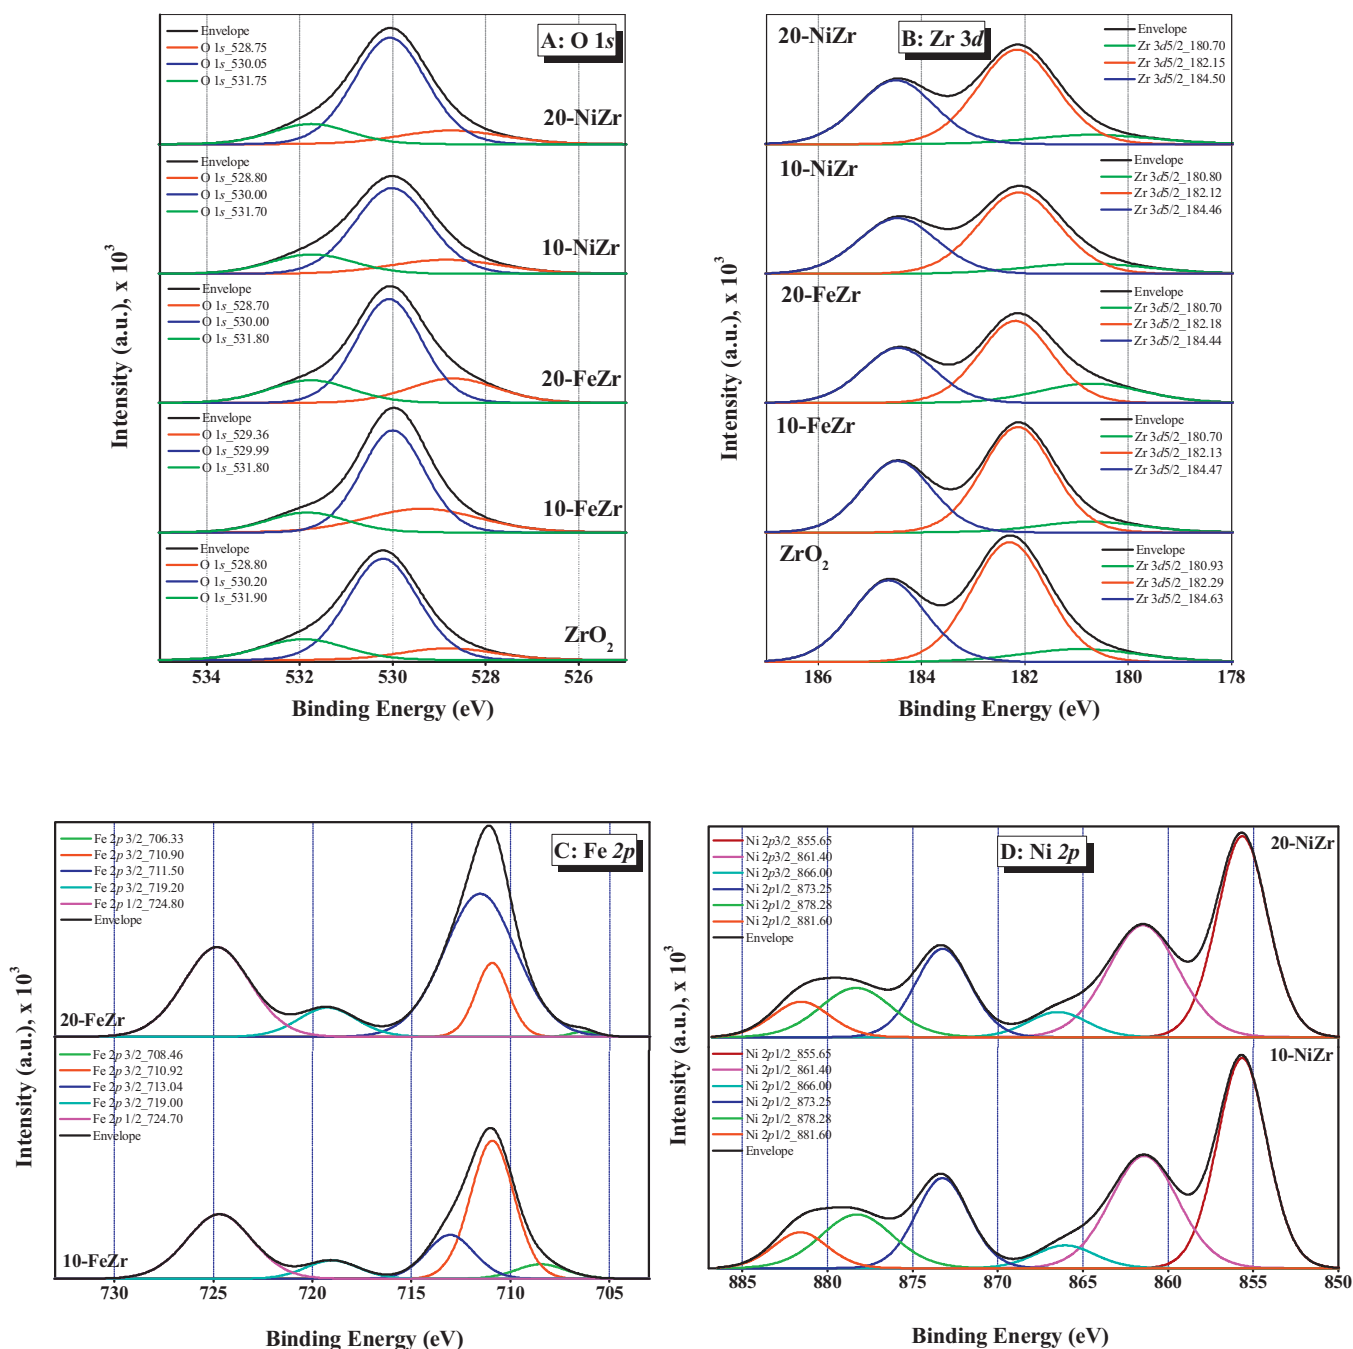 A: O 1s
Envelope
O 1s_528.75
O 1s_530.05
O 1s_531.75
20-NiZr
Envelope
O 1s_528.80
O 1s_530.00
O 1s_531.70
10-NiZr
Envelope
O 1s_528.70
O 1s_530.00
O 1s_531.80
20-FeZr
Envelope
O 1s_529.36
O 1s_529.99
O 1s_531.80
10-FeZr
Envelope
O 1s_528.80
O 1s_530.20
O 1s_531.90
ZrO2
534 532 530 528 526
Binding Energy (eV)
Intensity (a.u.), x 10³
B: Zr 3d
20-NiZr
Envelope
Zr 3d5/2_180.70
Zr 3d5/2_182.15
Zr 3d5/2_184.50
10-NiZr
Envelope
Zr 3d5/2_180.80
Zr 3d5/2_182.12
Zr 3d5/2_184.46
20-FeZr
Envelope
Zr 3d5/2_180.70
Zr 3d5/2_182.18
Zr 3d5/2_184.44
10-FeZr
Envelope
Zr 3d5/2_180.70
Zr 3d5/2_182.13
Zr 3d5/2_184.47
ZrO2
Envelope
Zr 3d5/2_180.93
Zr 3d5/2_182.29
Zr 3d5/2_184.63
186 184 182 180 178
Binding Energy (eV)
Intensity (a.u.), x 10³
C: Fe 2p
Fe 2p 3/2_706.33
Fe 2p 3/2_710.90
Fe 2p 3/2_711.50
Fe 2p 3/2_719.20
Fe 2p 1/2_724.80
Envelope
20-FeZr
Fe 2p 3/2_708.46
Fe 2p 3/2_710.92
Fe 2p 3/2_713.04
Fe 2p 3/2_719.00
Fe 2p 1/2_724.70
Envelope
10-FeZr
730 725 720 715 710 705
Binding Energy (eV)
Intensity (a.u.), x 10³
D: Ni 2p
Ni 2p3/2_855.65
Ni 2p3/2_861.40
Ni 2p3/2_866.00
Ni 2p1/2_873.25
Ni 2p1/2_878.28
Ni 2p1/2_881.60
Envelope
20-NiZr
Ni 2p1/2_855.65
Ni 2p1/2_861.40
Ni 2p1/2_866.00
Ni 2p1/2_873.25
Ni 2p1/2_878.28
Ni 2p1/2_881.60
Envelope
10-NiZr
885 880 875 870 865 860 855 850
Binding Energy (eV)
Intensity (a.u.), x 10³